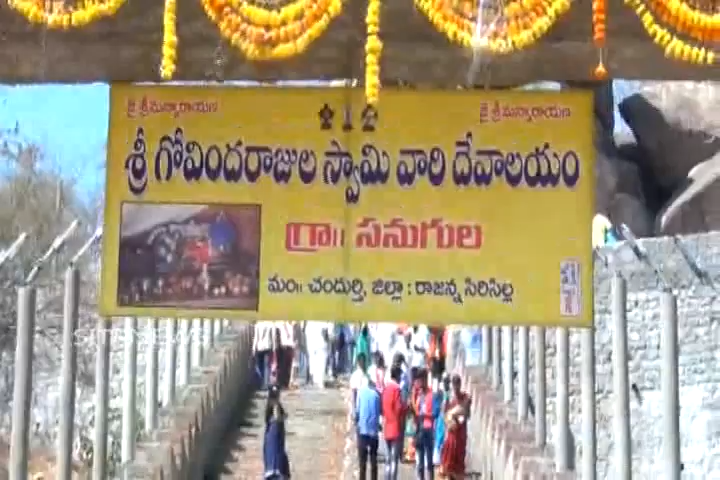 జై శ్రీమన్నారాయణ జై శ్రీమన్నారాయణ
శ్రీ గోవిందరాజుల స్వామి వారి దేవాలయం
గ్రా॥ సనుగుల
మం॥ చందుర్తి, జిల్లా : రాజన్న సిరిసిల్ల